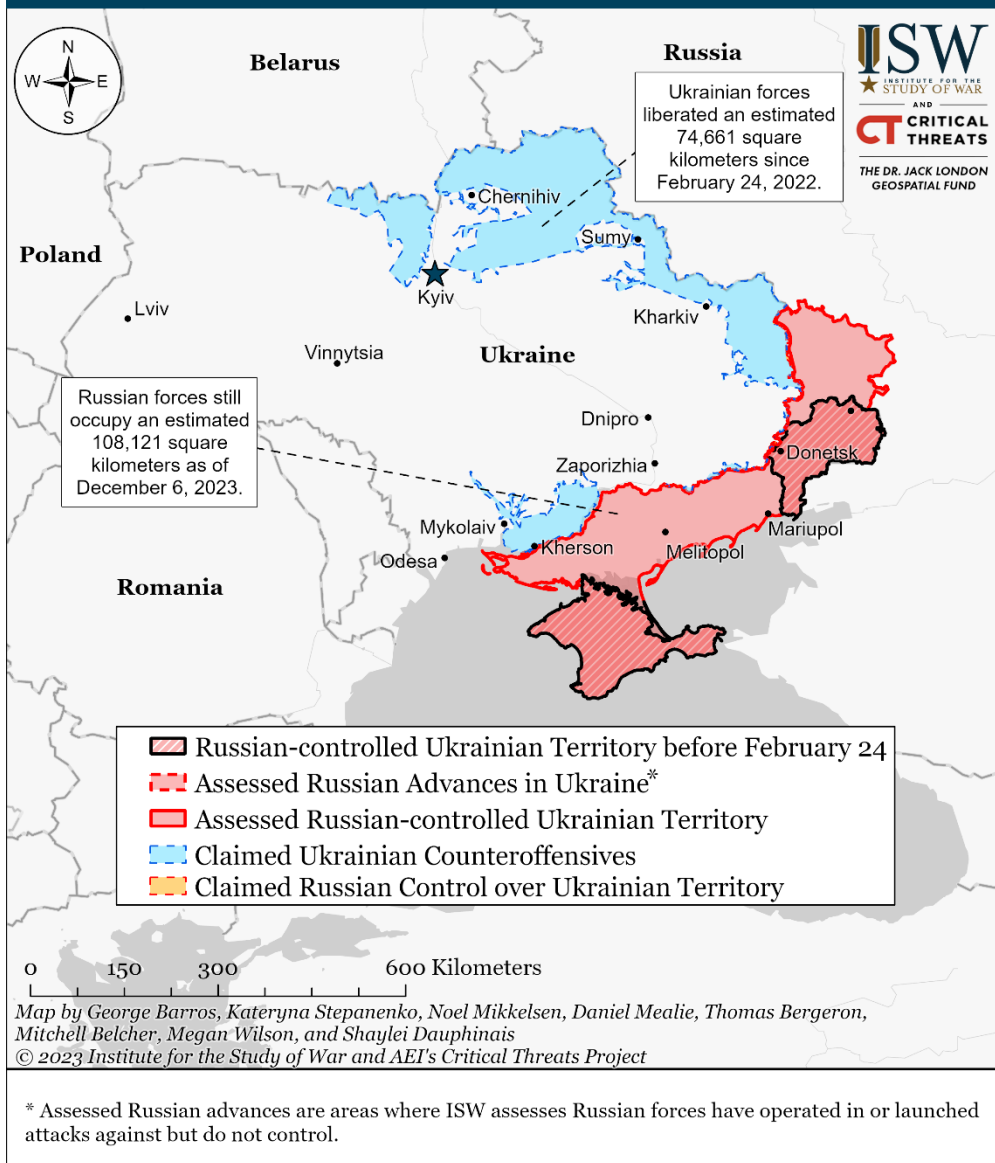 N
W
E
S
Belarus
Russia
ISW
INSTITUTE FOR THE
STUDY OF WAR
AND
CT CRITICAL
THREATS
THE DR. JACK LONDON
GEOSPATIAL FUND
Ukrainian forces
liberated an estimated
74,661 square
kilometers since
February 24, 2022.
Chernihiv
Sumy
Poland
Kyiv
Lviv
Kharkiv
Vinnytsia
Ukraine
Russian forces still
occupy an estimated
108,121 square
kilometers as of
December 6, 2023.
Dnipro
Donetsk
Zaporizhia
Mykolaiv
Mariupol
Kherson
Melitopol
Odesa
Romania
Russian-controlled Ukrainian Territory before February 24
Assessed Russian Advances in Ukraine*
Assessed Russian-controlled Ukrainian Territory
Claimed Ukrainian Counteroffensives
Claimed Russian Control over Ukrainian Territory
0 150 300 600 Kilometers
Map by George Barros, Kateryna Stepanenko, Noel Mikkelsen, Daniel Mealie, Thomas Bergeron,
Mitchell Belcher, Megan Wilson, and Shaylei Dauphinais
© 2023 Institute for the Study of War and AEI's Critical Threats Project
* Assessed Russian advances are areas where ISW assesses Russian forces have operated in or launched
attacks against but do not control.